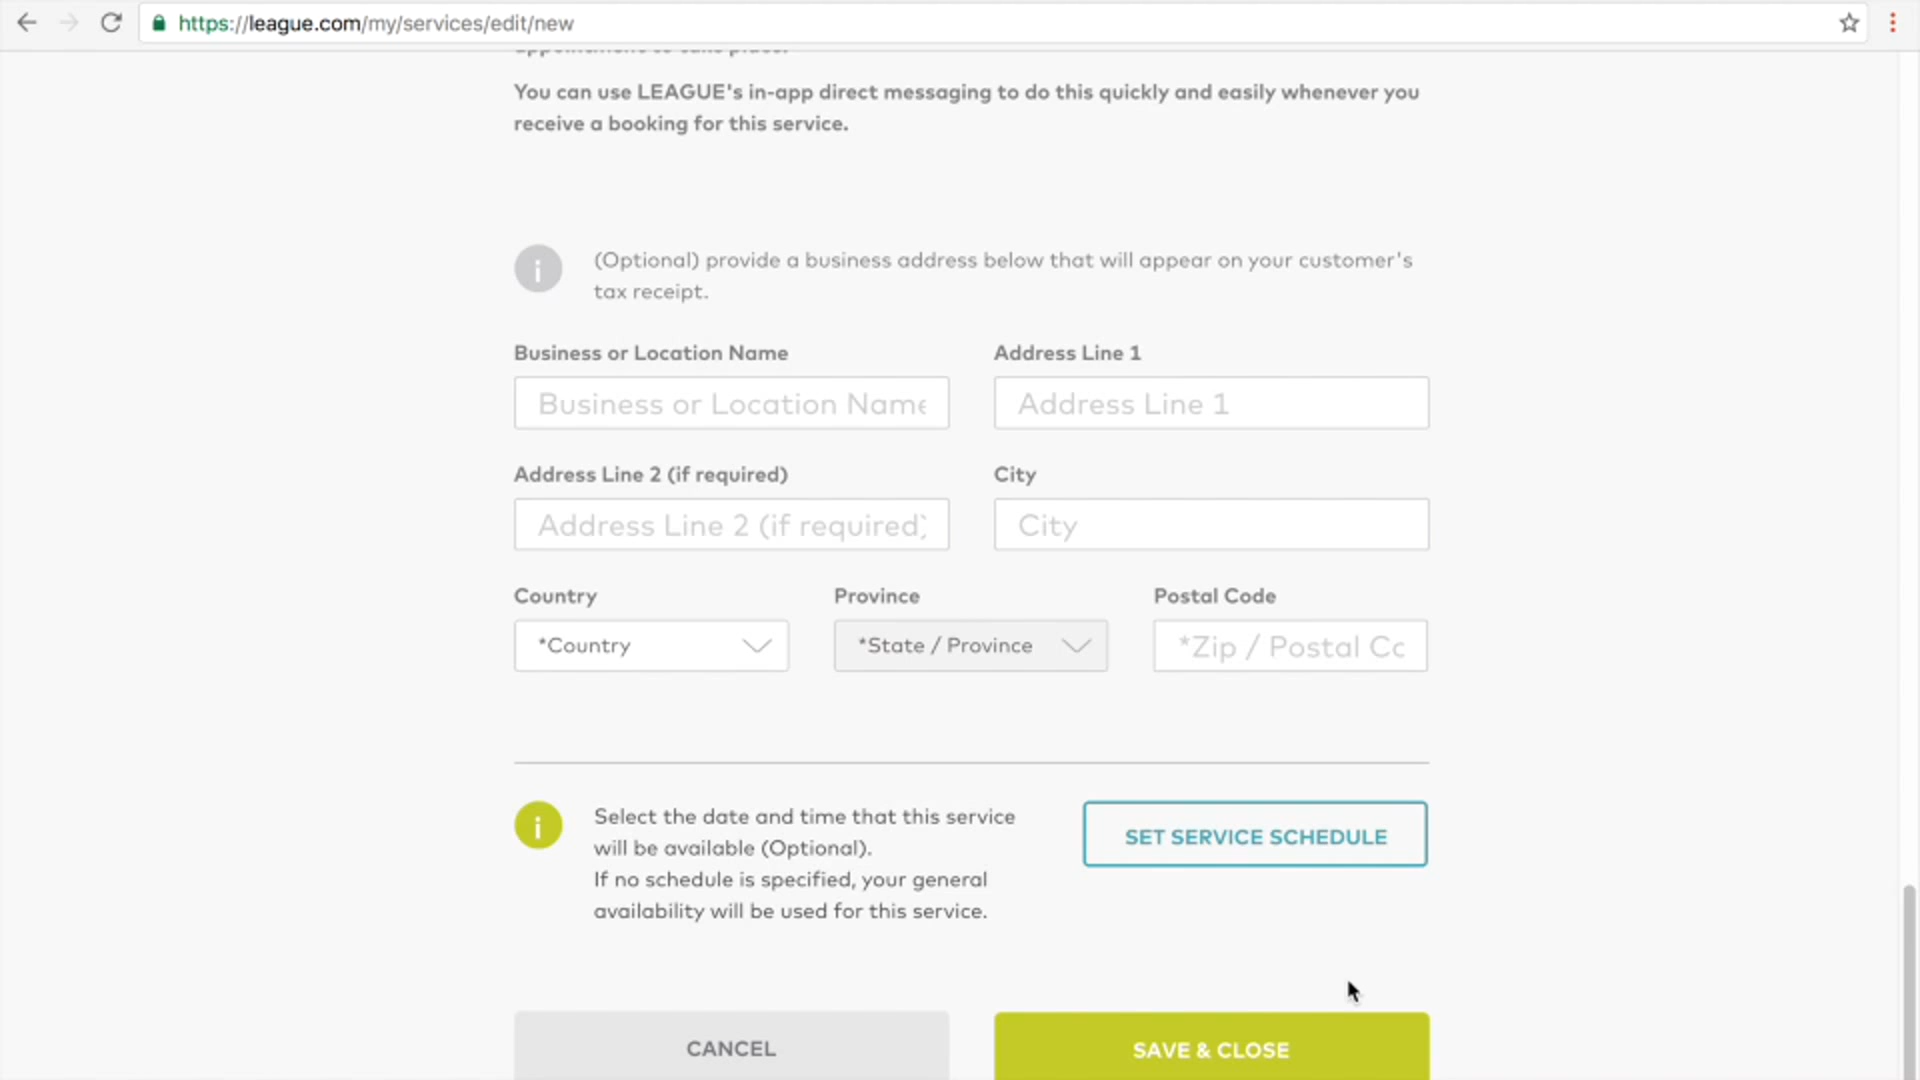 https://league.com/my/services/edit/new
appointment to take place.
You can use LEAGUE's in-app direct messaging to do this quickly and easily whenever you
receive a booking for this service.
(Optional) provide a business address below that will appear on your customer's
tax receipt.
Business or Location Name
Address Line 1
Business or Location Name
Address Line 1
Address Line 2 (if required)
City
Address Line 2 (if required)
City
Country
Province
Postal Code
*Country
*State / Province
*Zip / Postal Co
Select the date and time that this service
will be available (Optional).
If no schedule is specified, your general
availability will be used for this service.
SET SERVICE SCHEDULE
CANCEL
SAVE & CLOSE